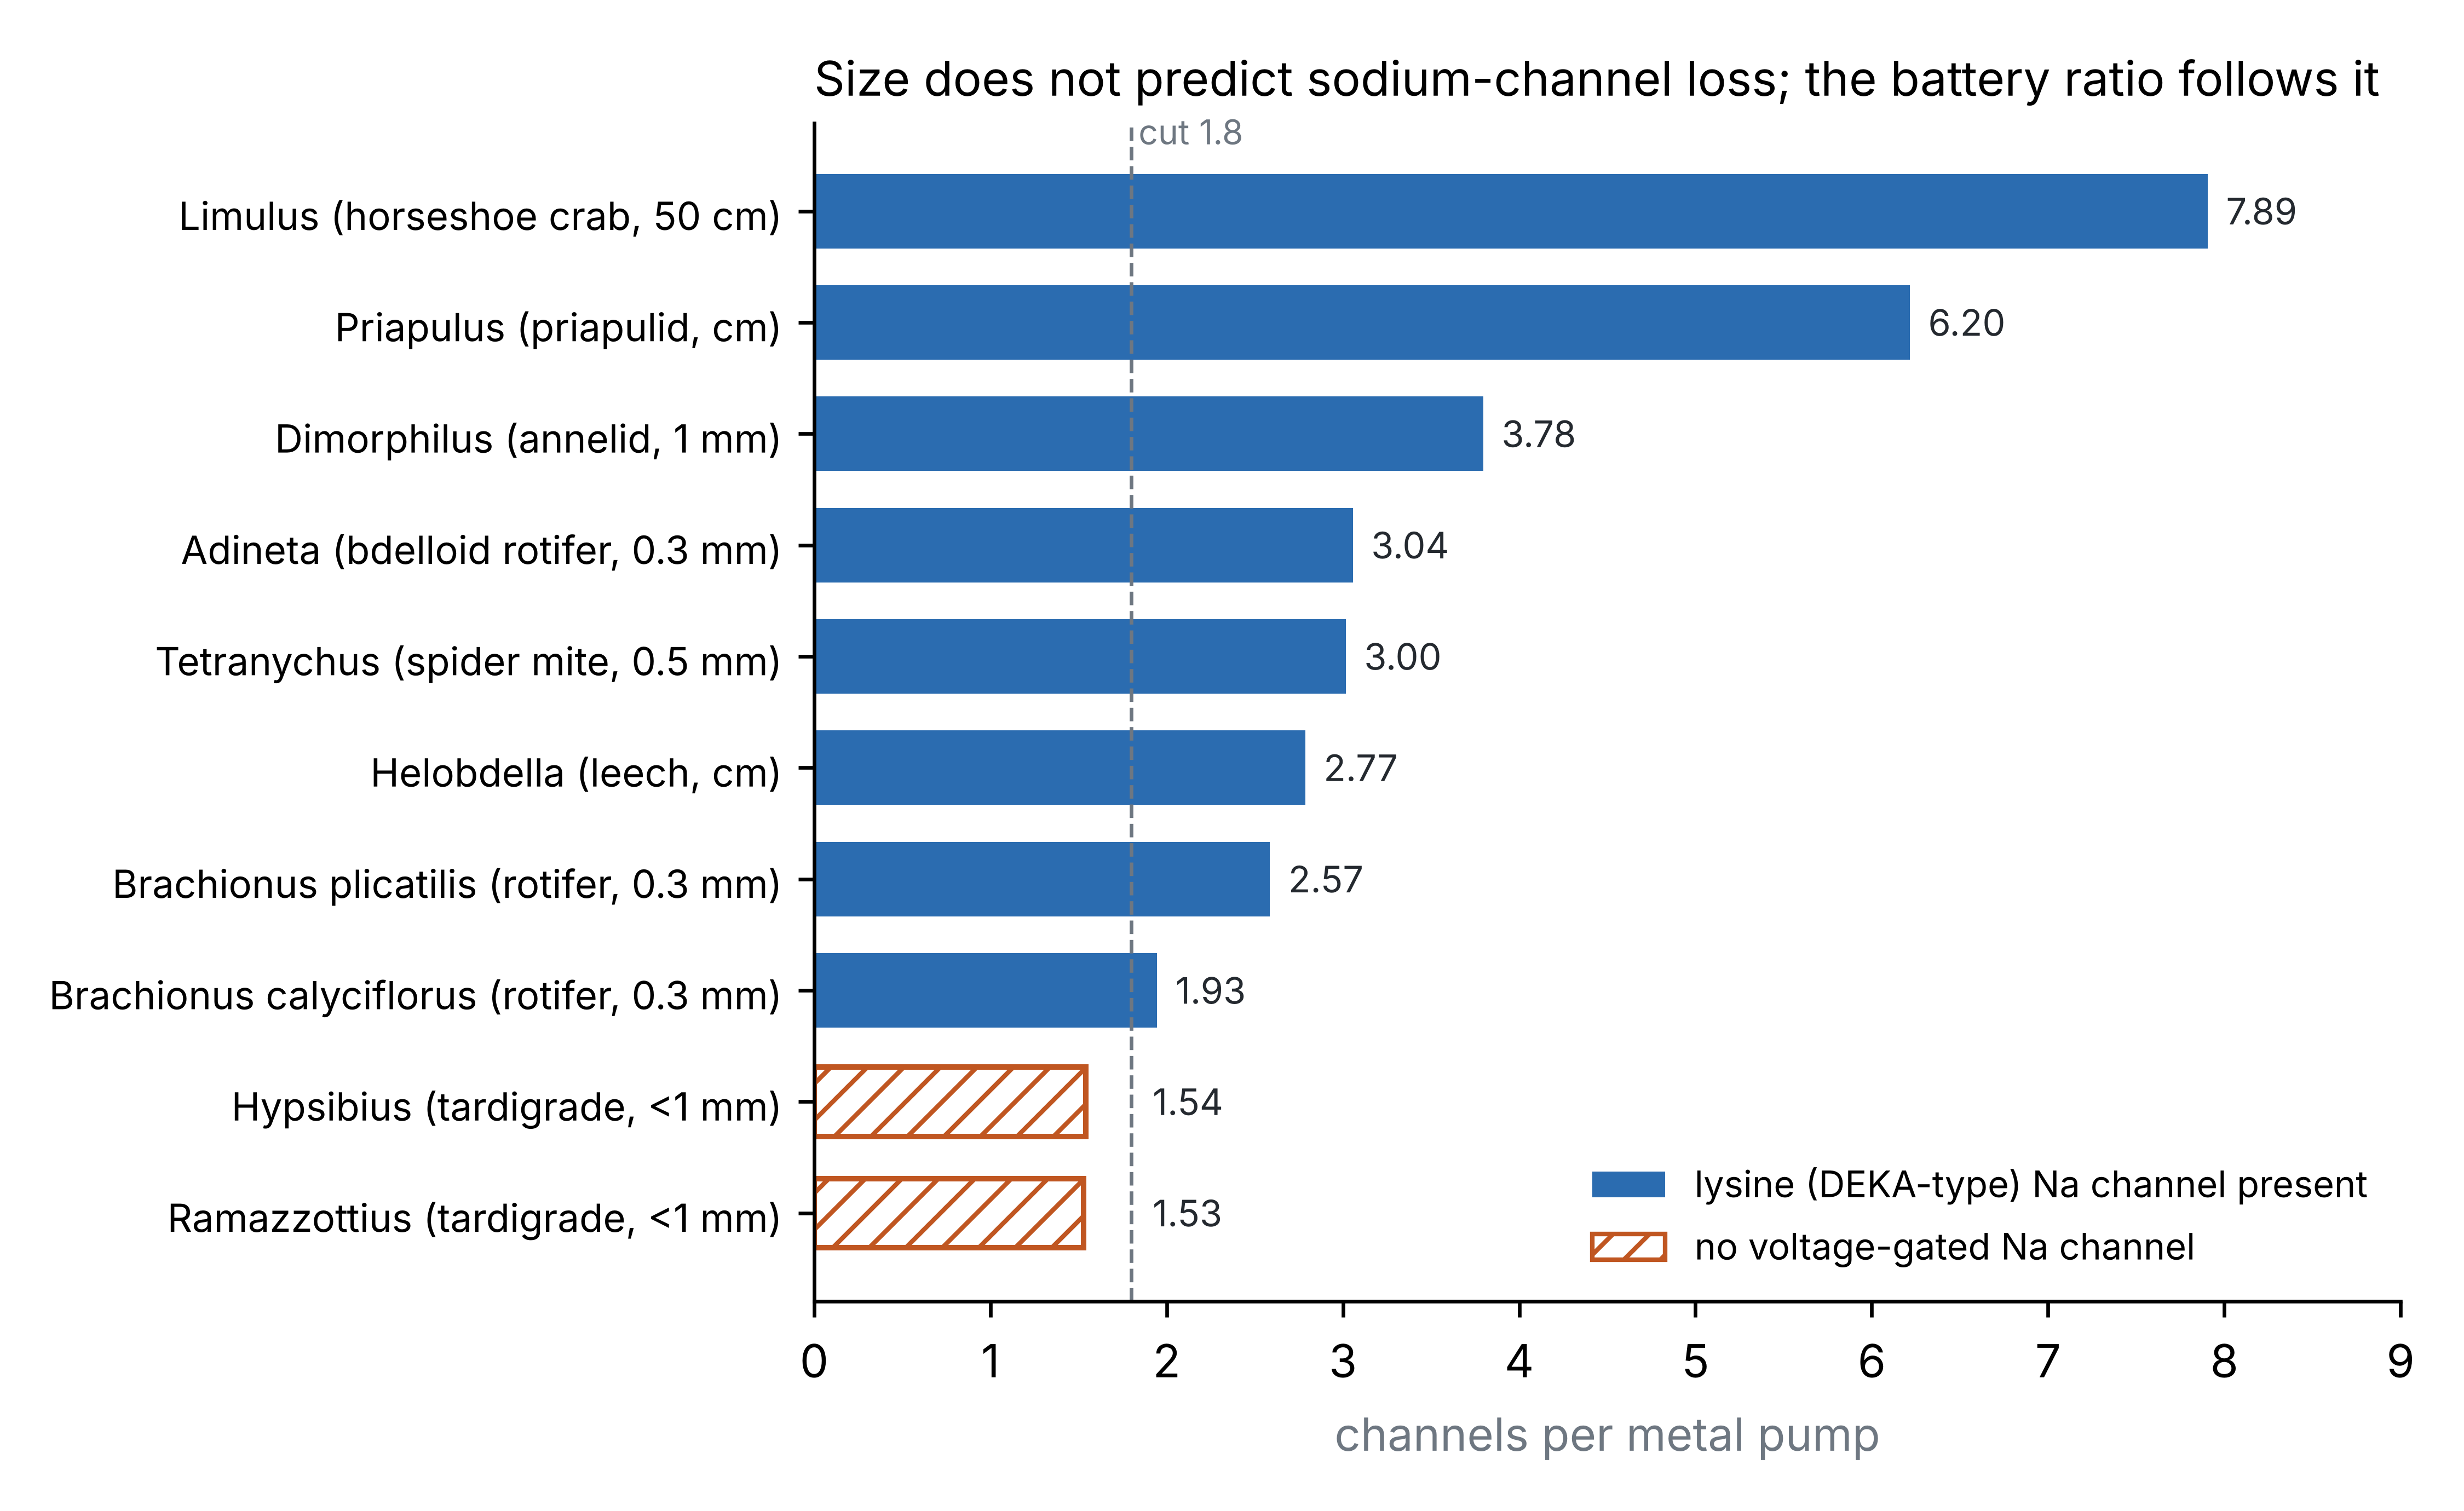 Size does not predict sodium-channel loss; the battery ratio follows it
cut 1.8
Limulus (horseshoe crab, 50 cm) 7.89
Priapulus (priapulid, cm) 6.20
Dimorphilus (annelid, 1 mm) 3.78
Adineta (bdelloid rotifer, 0.3 mm) 3.04
Tetranychus (spider mite, 0.5 mm) 3.00
Helobdella (leech, cm) 2.77
Brachionus plicatilis (rotifer, 0.3 mm) 2.57
Brachionus calyciflorus (rotifer, 0.3 mm) 1.93
Hypsibius (tardigrade, <1 mm) 1.54
Ramazzottius (tardigrade, <1 mm) 1.53
lysine (DEKA-type) Na channel present
no voltage-gated Na channel
0 1 2 3 4 5 6 7 8 9
channels per metal pump